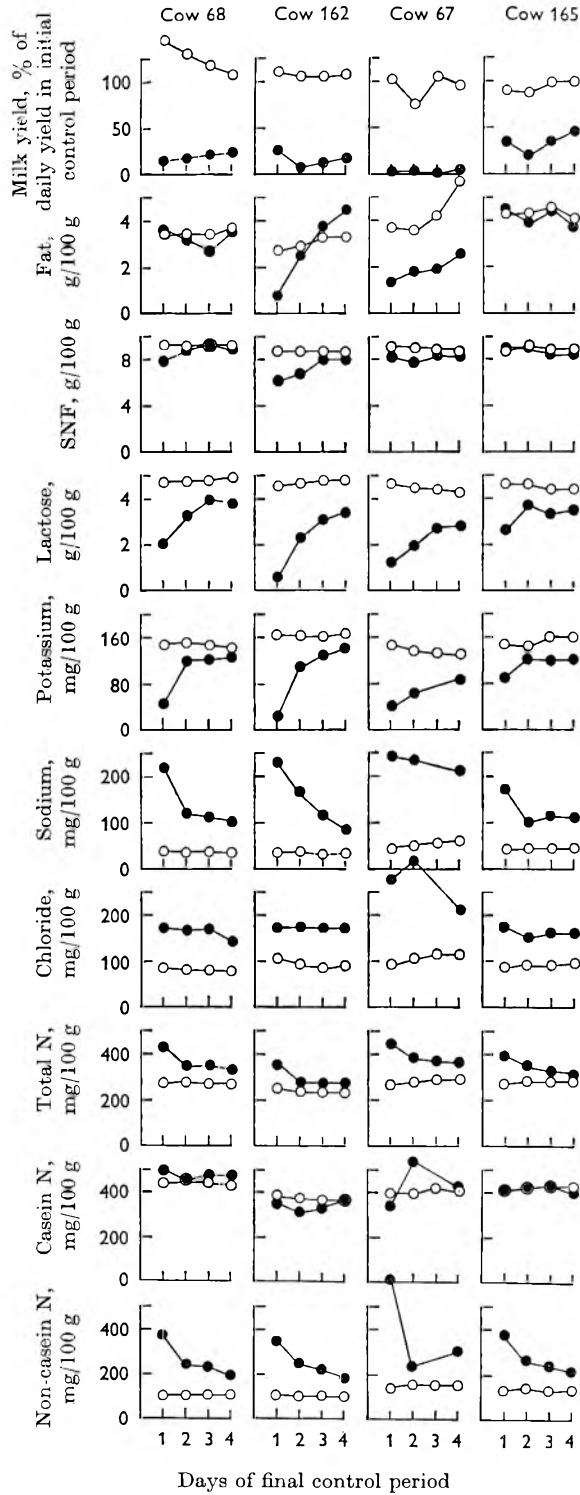 Cow 68 Cow 162 Cow 67 Cow 165
Milk yield, % of
daily yield in initial
control period
100
50
0
Fat,
g/100 g
4
2
0
SNF, g/100 g
8
4
0
Lactose,
g/100 g
4
2
0
Potassium,
mg/100 g
160
80
0
Sodium,
mg/100 g
200
100
0
Chloride,
mg/100 g
200
100
0
Total N,
mg/100 g
400
200
0
Casein N,
mg/100 g
400
200
0
Non-casein N,
mg/100 g
400
200
0
1 2 3 4 1 2 3 4 1 2 3 4 1 2 3 4
Days of final control period